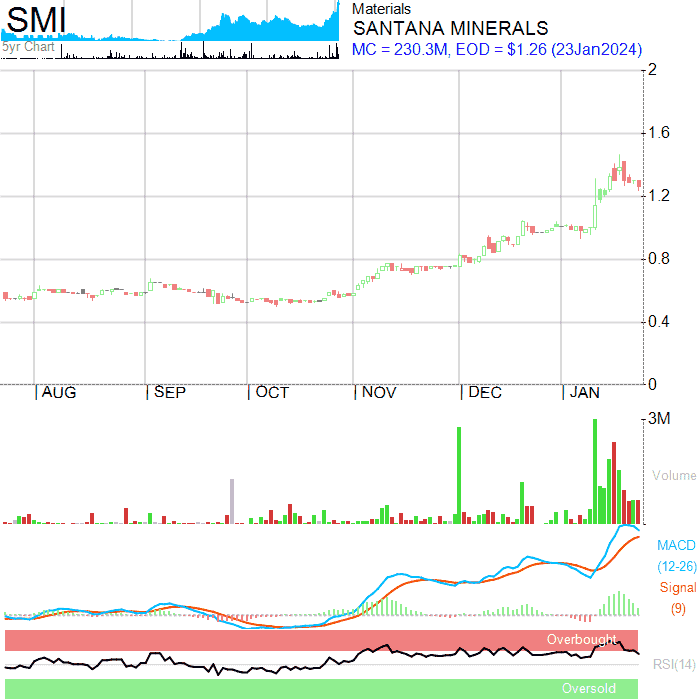 SMI
5yr Chart
Materials
SANTANA MINERALS
MC = 230.3M, EOD = $1.26 (23Jan2024)
2
1.6
1.2
0.8
0.4
0
AUG SEP OCT NOV DEC JAN
3M
Volume
MACD
(12-26)
Signal
(9)
Overbought
RSI(14)
Oversold